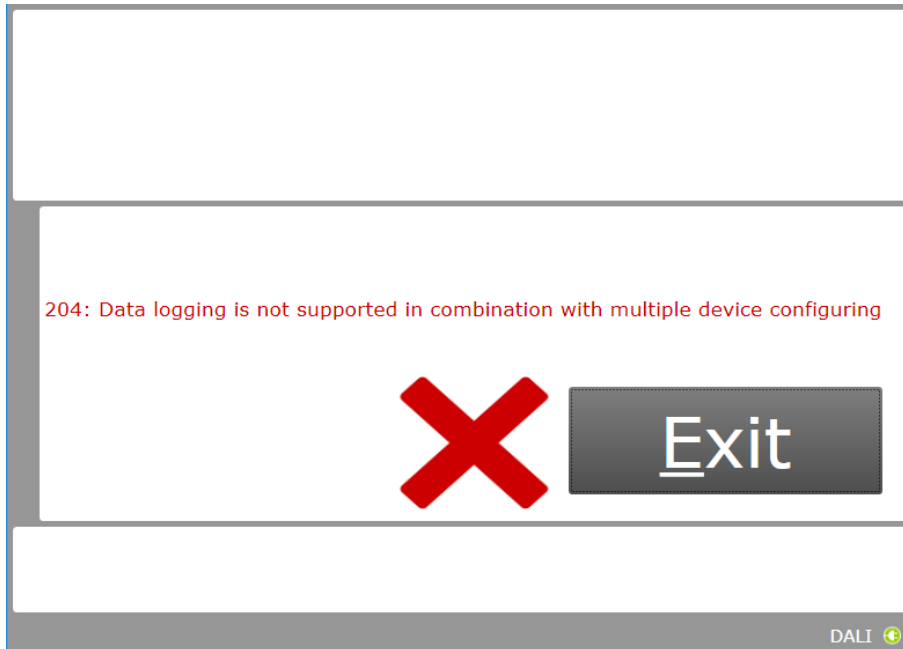 204: Data logging is not supported in combination with multiple device configuring
Exit
DALI